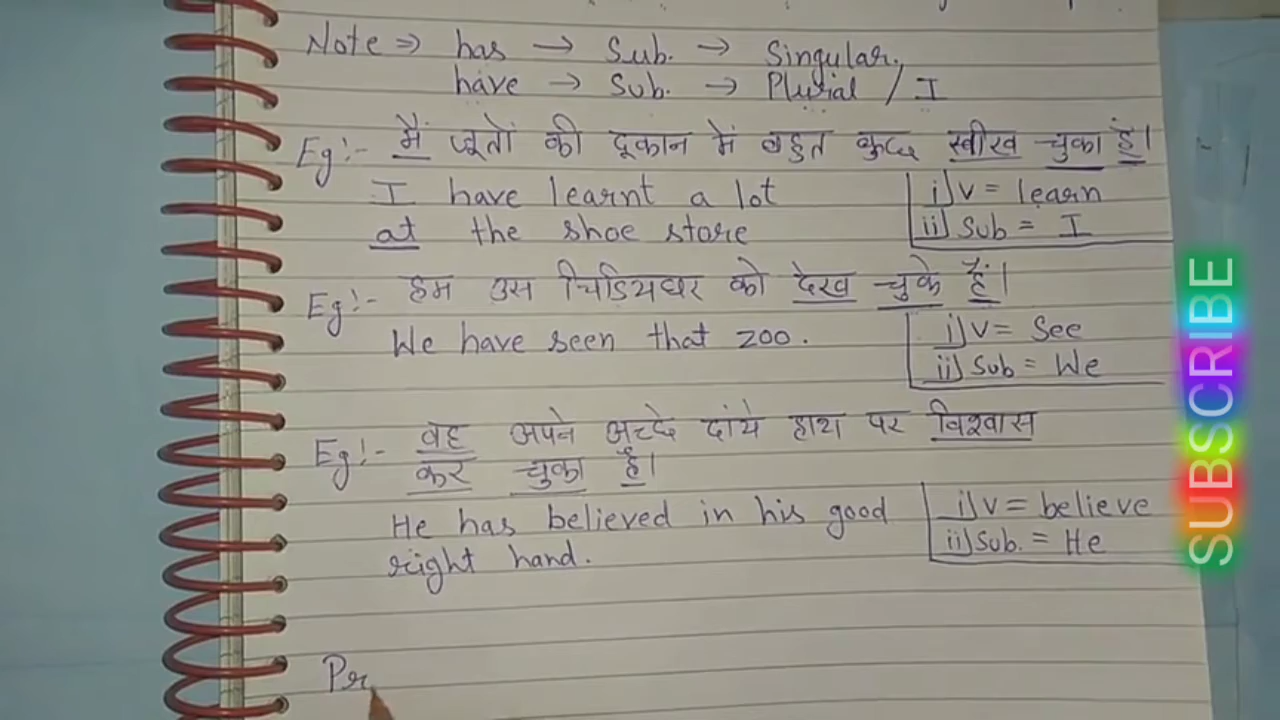 Note ⇒ has → Sub. → Singular.
have → Sub. → Plurial / I
Eg:- मैं जूतों की दूकान में बहुत कुछ सीख चुका हूँ।
I have learnt a lot
at the shoe store
i) V = learn
ii) Sub = I
Eg:- हम उस चिडियघर को देख चुके हैं।
We have seen that zoo.
i) V = See
ii) Sub = We
Eg:- वह अपने अच्छे दांये हाथ पर विश्वास
कर चुका है।
He has believed in his good
right hand.
i) V = believe
ii) Sub. = He
Pr
SUBSCRIBE